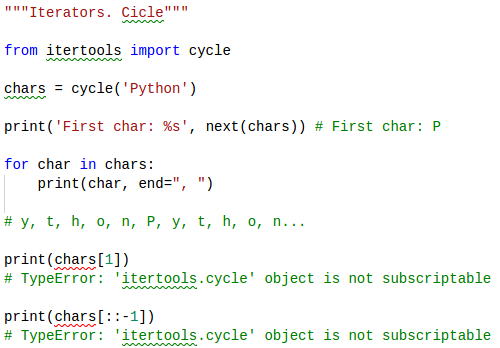 """Iterators. Cicle"""
from itertools import cycle
chars = cycle('Python')
print('First char: %s', next(chars)) # First char: P
for char in chars:
    print(char, end=", ")
# y, t, h, o, n, P, y, t, h, o, n...
print(chars[1])
# TypeError: 'itertools.cycle' object is not subscriptable
print(chars[::-1])
# TypeError: 'itertools.cycle' object is not subscriptable